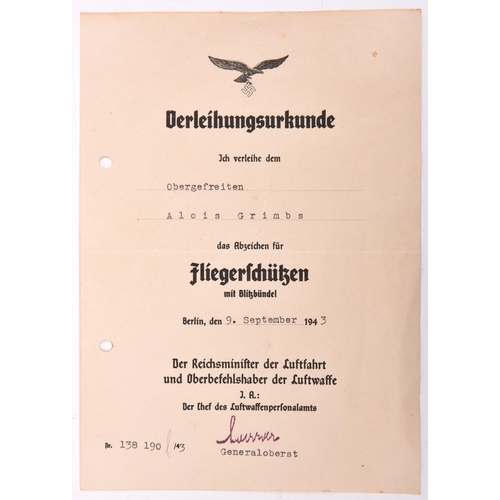 Verleihungsurkunde
Ich verleihe dem
Obergefreiten
Alois Grimbs
das Abzeichen für
Fliegerschützen
mit Blitzbündel
Berlin, den 9. September 1943
Der Reichsminister der Luftfahrt
und Oberbefehlshaber der Luftwaffe
J. A.:
Der Chef des Luftwaffenpersonalamts
Generaloberst
Nr. 138 190 /43